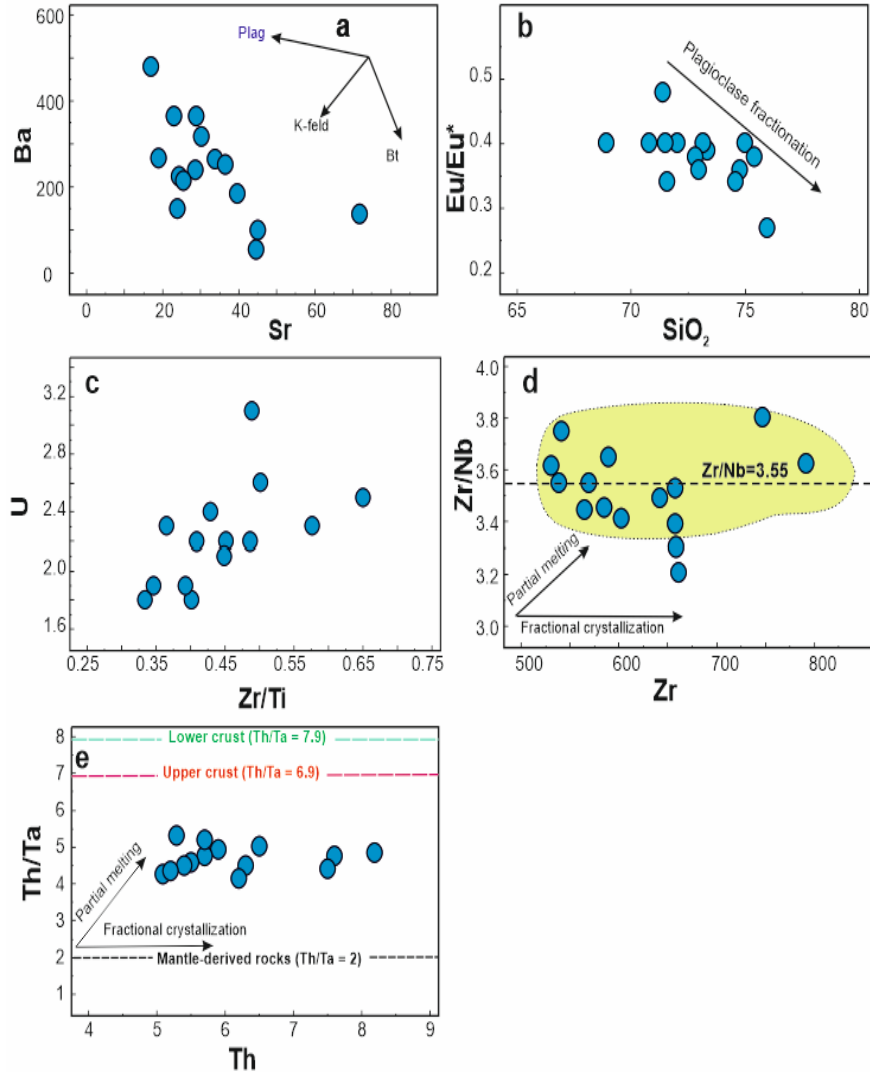 a
Plag
K-feld
Bt
600
400
200
0
Ba
0
20
40
60
80
Sr
b
Plagioclase fractionation
0.5
0.4
0.3
0.2
Eu/Eu*
65
70
75
80
SiO₂
c
3.2
2.8
2.4
2.0
1.6
U
0.25
0.35
0.45
0.55
0.65
0.75
Zr/Ti
d
4.0
3.8
3.6
3.4
3.2
3.0
Zr/Nb
Zr/Nb=3.55
Partial melting
Fractional crystallization
500
600
700
800
Zr
e
8
7
6
5
4
3
2
1
Th/Ta
Lower crust (Th/Ta = 7.9)
Upper crust (Th/Ta = 6.9)
Partial melting
Fractional crystallization
Mantle-derived rocks (Th/Ta = 2)
4
5
6
7
8
9
Th